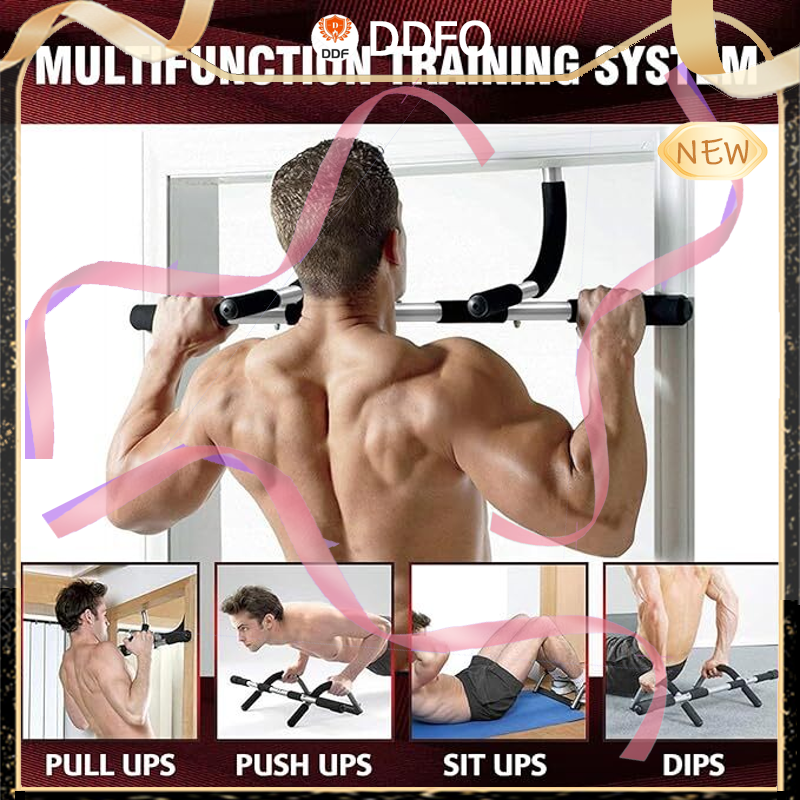 DDF
DDFO
MULTIFUNCTION TRAINING SYSTEM
NEW
PULL UPS
PUSH UPS
SIT UPS
DIPS